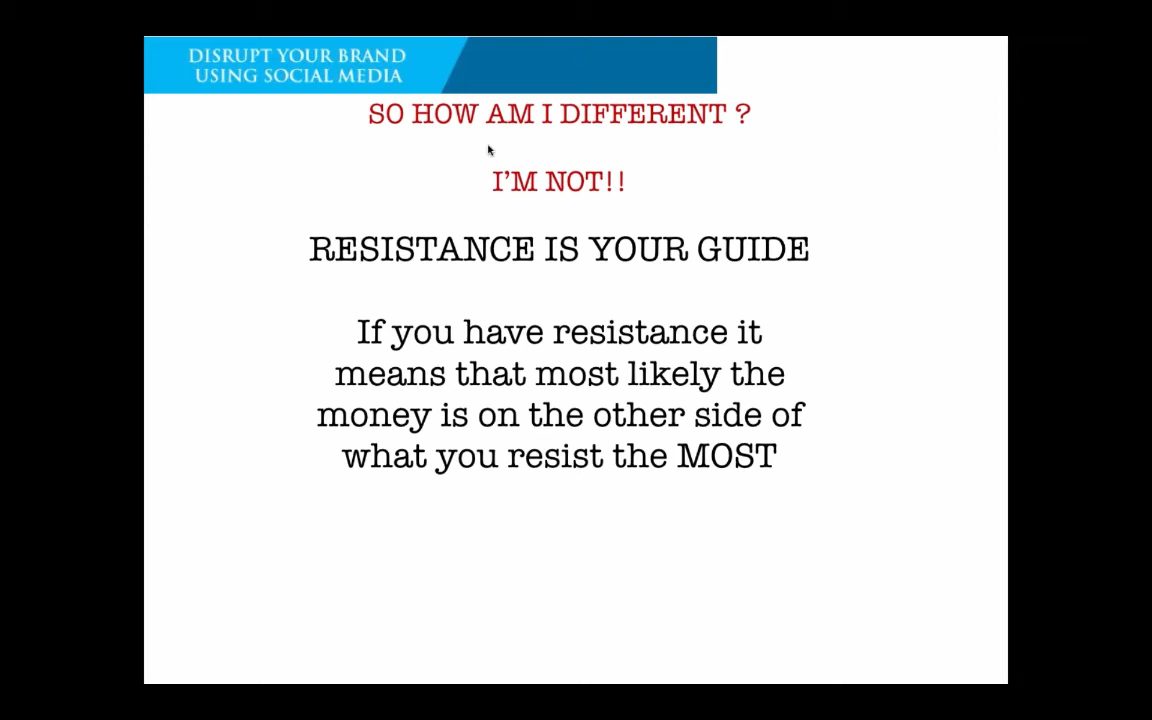 DISRUPT YOUR BRAND
USING SOCIAL MEDIA
SO HOW AM I DIFFERENT ?
I'M NOT!!
RESISTANCE IS YOUR GUIDE
If you have resistance it
means that most likely the
money is on the other side of
what you resist the MOST